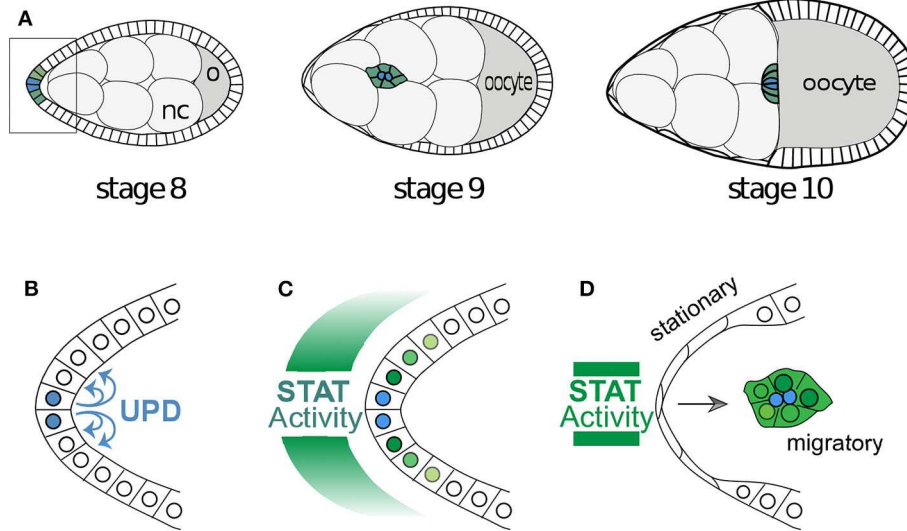 A
o
nc
oocyte
oocyte
stage 8
stage 9
stage 10
B
UPD
C
STAT
Activity
D
stationary
STAT
Activity
migratory